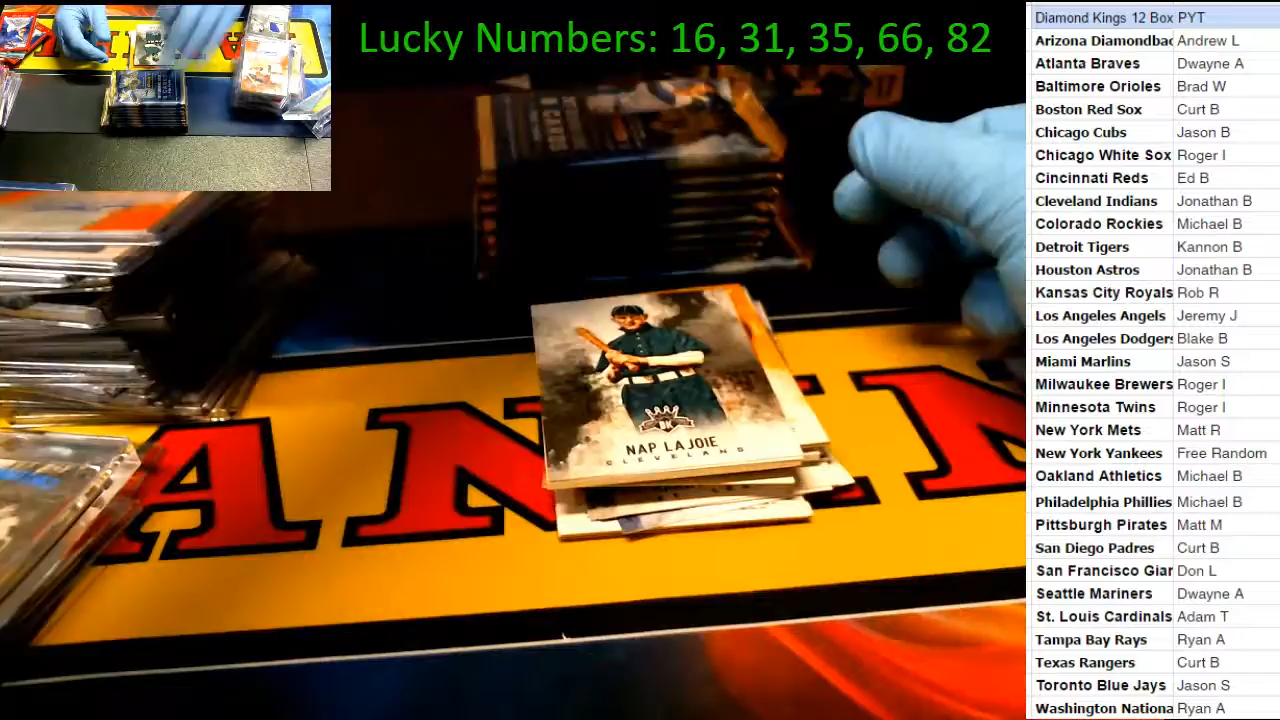 Lucky Numbers: 16, 31, 35, 66, 82
Diamond Kings 12 Box PYT
Arizona Diamondbac Andrew L
Atlanta Braves Dwayne A
Baltimore Orioles Brad W
Boston Red Sox Curt B
Chicago Cubs Jason B
Chicago White Sox Roger I
Cincinnati Reds Ed B
Cleveland Indians Jonathan B
Colorado Rockies Michael B
Detroit Tigers Kannon B
Houston Astros Jonathan B
Kansas City Royals Rob R
Los Angeles Angels Jeremy J
Los Angeles Dodgers Blake B
Miami Marlins Jason S
Milwaukee Brewers Roger I
Minnesota Twins Roger I
New York Mets Matt R
New York Yankees Free Random
Oakland Athletics Michael B
Philadelphia Phillies Michael B
Pittsburgh Pirates Matt M
San Diego Padres Curt B
San Francisco Gian Don L
Seattle Mariners Dwayne A
St. Louis Cardinals Adam T
Tampa Bay Rays Ryan A
Texas Rangers Curt B
Toronto Blue Jays Jason S
Washington Nationa Ryan A
DK
NAP LAJOIE
CLEVELAND